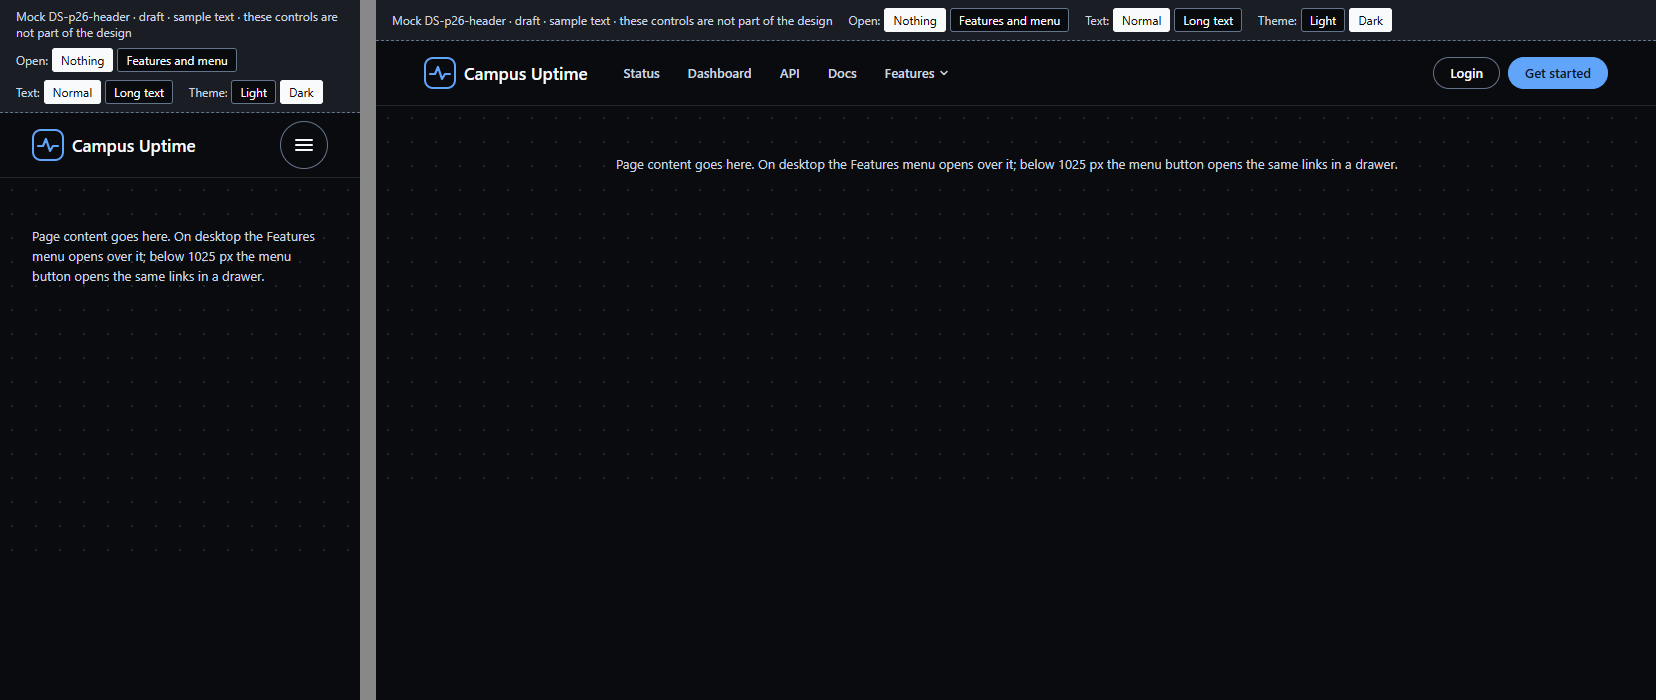 Mock DS-p26-header · draft · sample text · these controls are
not part of the design
Open: Nothing Features and menu
Text: Normal Long text Theme: Light Dark
Campus Uptime
Page content goes here. On desktop the Features
menu opens over it; below 1025 px the menu
button opens the same links in a drawer.
Mock DS-p26-header · draft · sample text · these controls are not part of the design Open: Nothing Features and menu Text: Normal Long text Theme: Light Dark
Campus Uptime Status Dashboard API Docs Features Login Get started
Page content goes here. On desktop the Features menu opens over it; below 1025 px the menu button opens the same links in a drawer.